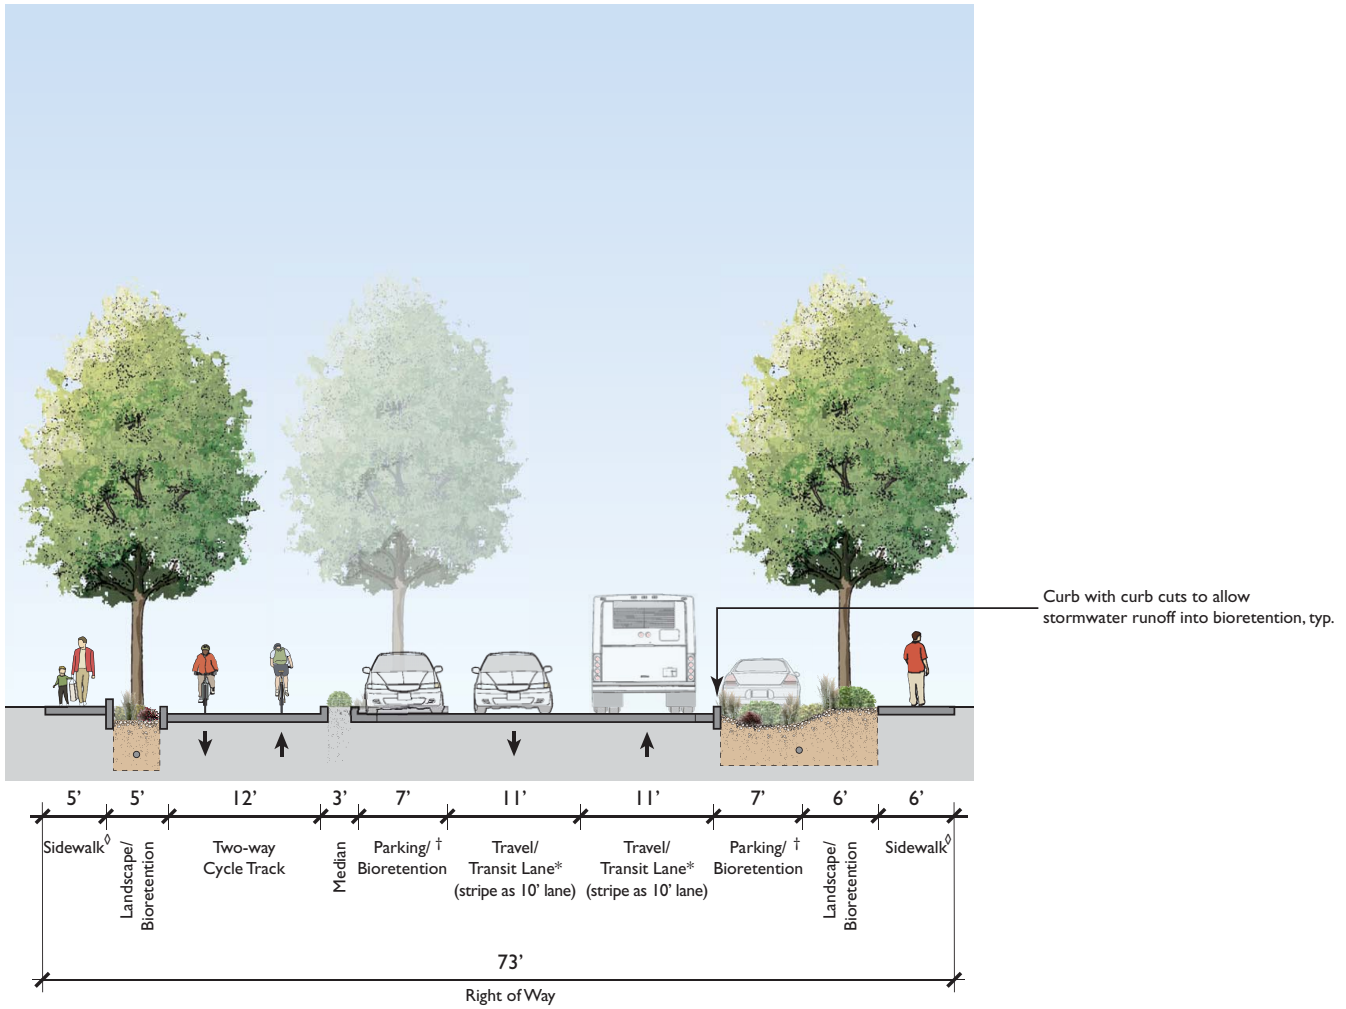 Curb with curb cuts to allow
stormwater runoff into bioretention, typ.
5’ 5’ 12’ 3’ 7’ 11’ 11’ 7’ 6’ 6’
Sidewalk◊
Landscape/
Bioretention
Two-way
Cycle Track
Median
Parking/ †
Bioretention
Travel/
Transit Lane*
(stripe as 10’ lane)
Travel/
Transit Lane*
(stripe as 10’ lane)
Parking/ †
Bioretention
Landscape/
Bioretention
Sidewalk◊
73’
Right of Way